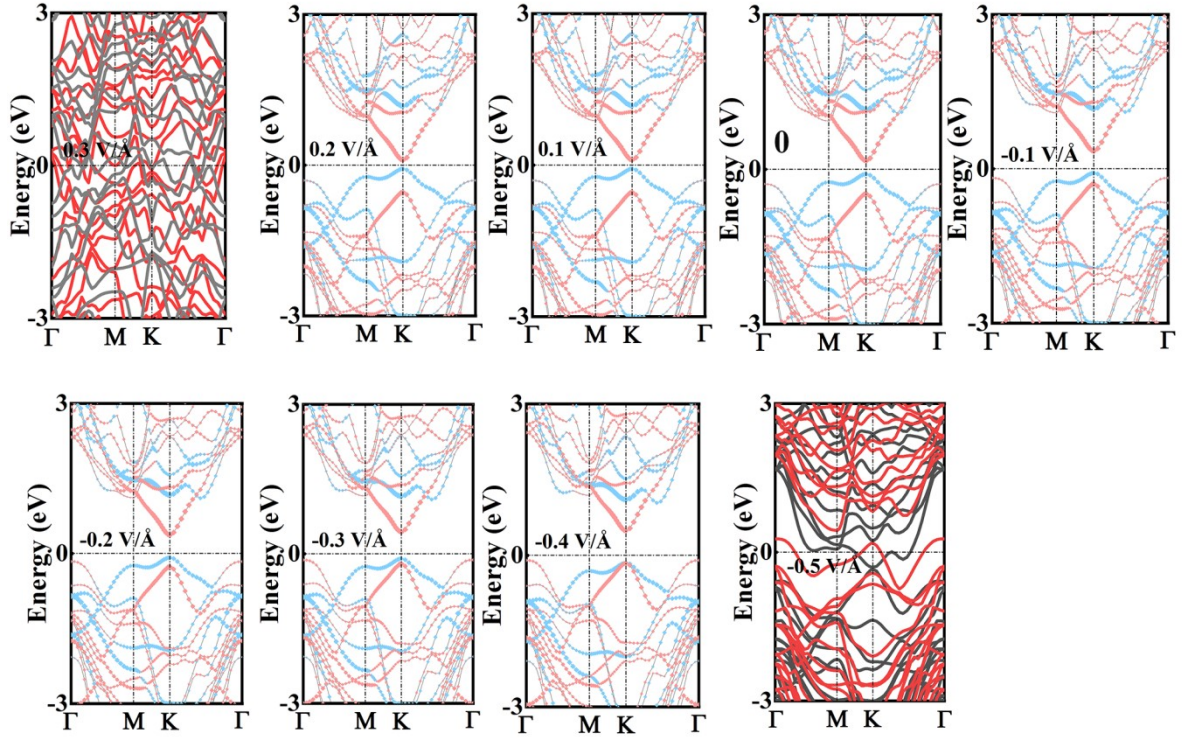 3
0
-3
Energy (eV)
0.3 V/Å
Γ M K Γ
3
0
-3
Energy (eV)
0.2 V/Å
Γ M K Γ
3
0
-3
Energy (eV)
0.1 V/Å
Γ M K Γ
3
0
-3
Energy (eV)
0
Γ M K Γ
3
0
-3
Energy (eV)
-0.1 V/Å
Γ M K Γ
3
0
-3
Energy (eV)
-0.2 V/Å
Γ M K Γ
3
0
-3
Energy (eV)
-0.3 V/Å
Γ M K Γ
3
0
-3
Energy (eV)
-0.4 V/Å
Γ M K Γ
3
0
-3
Energy (eV)
-0.5 V/Å
Γ M K Γ